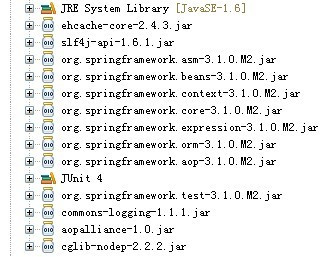 JRE System Library [JavaSE-1.6]
ehcache-core-2.4.3.jar
slf4j-api-1.6.1.jar
org.springframework.asm-3.1.0.M2.jar
org.springframework.beans-3.1.0.M2.jar
org.springframework.context-3.1.0.M2.jar
org.springframework.core-3.1.0.M2.jar
org.springframework.expression-3.1.0.M2.jar
org.springframework.orm-3.1.0.M2.jar
org.springframework.aop-3.1.0.M2.jar
JUnit 4
org.springframework.test-3.1.0.M2.jar
commons-logging-1.1.1.jar
aopalliance-1.0.jar
cglib-nodep-2.2.2.jar